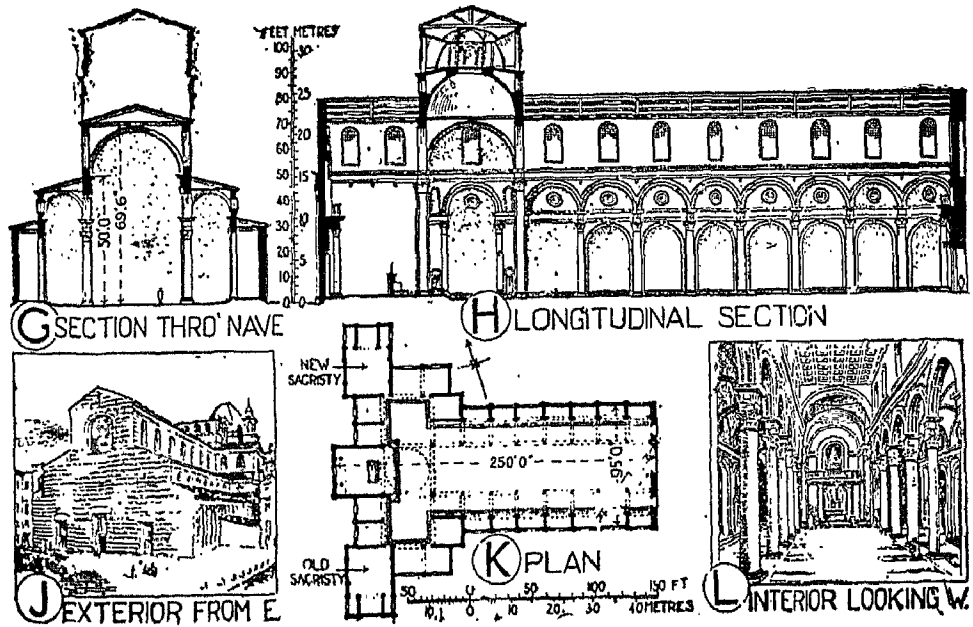 FEET METRES
100
30
90
25
80
70
20
60
50
15
40
10
30
20
5
10
0
0
50.0
69.6
G SECTION THRO' NAVE
H LONGITUDINAL SECTION
NEW SACRISTY
250'0"
95'0"
OLD SACRISTY
K PLAN
50 0 50 100 150 FT
10 0 10 20 30 40 METRES
J EXTERIOR FROM E
L INTERIOR LOOKING W.